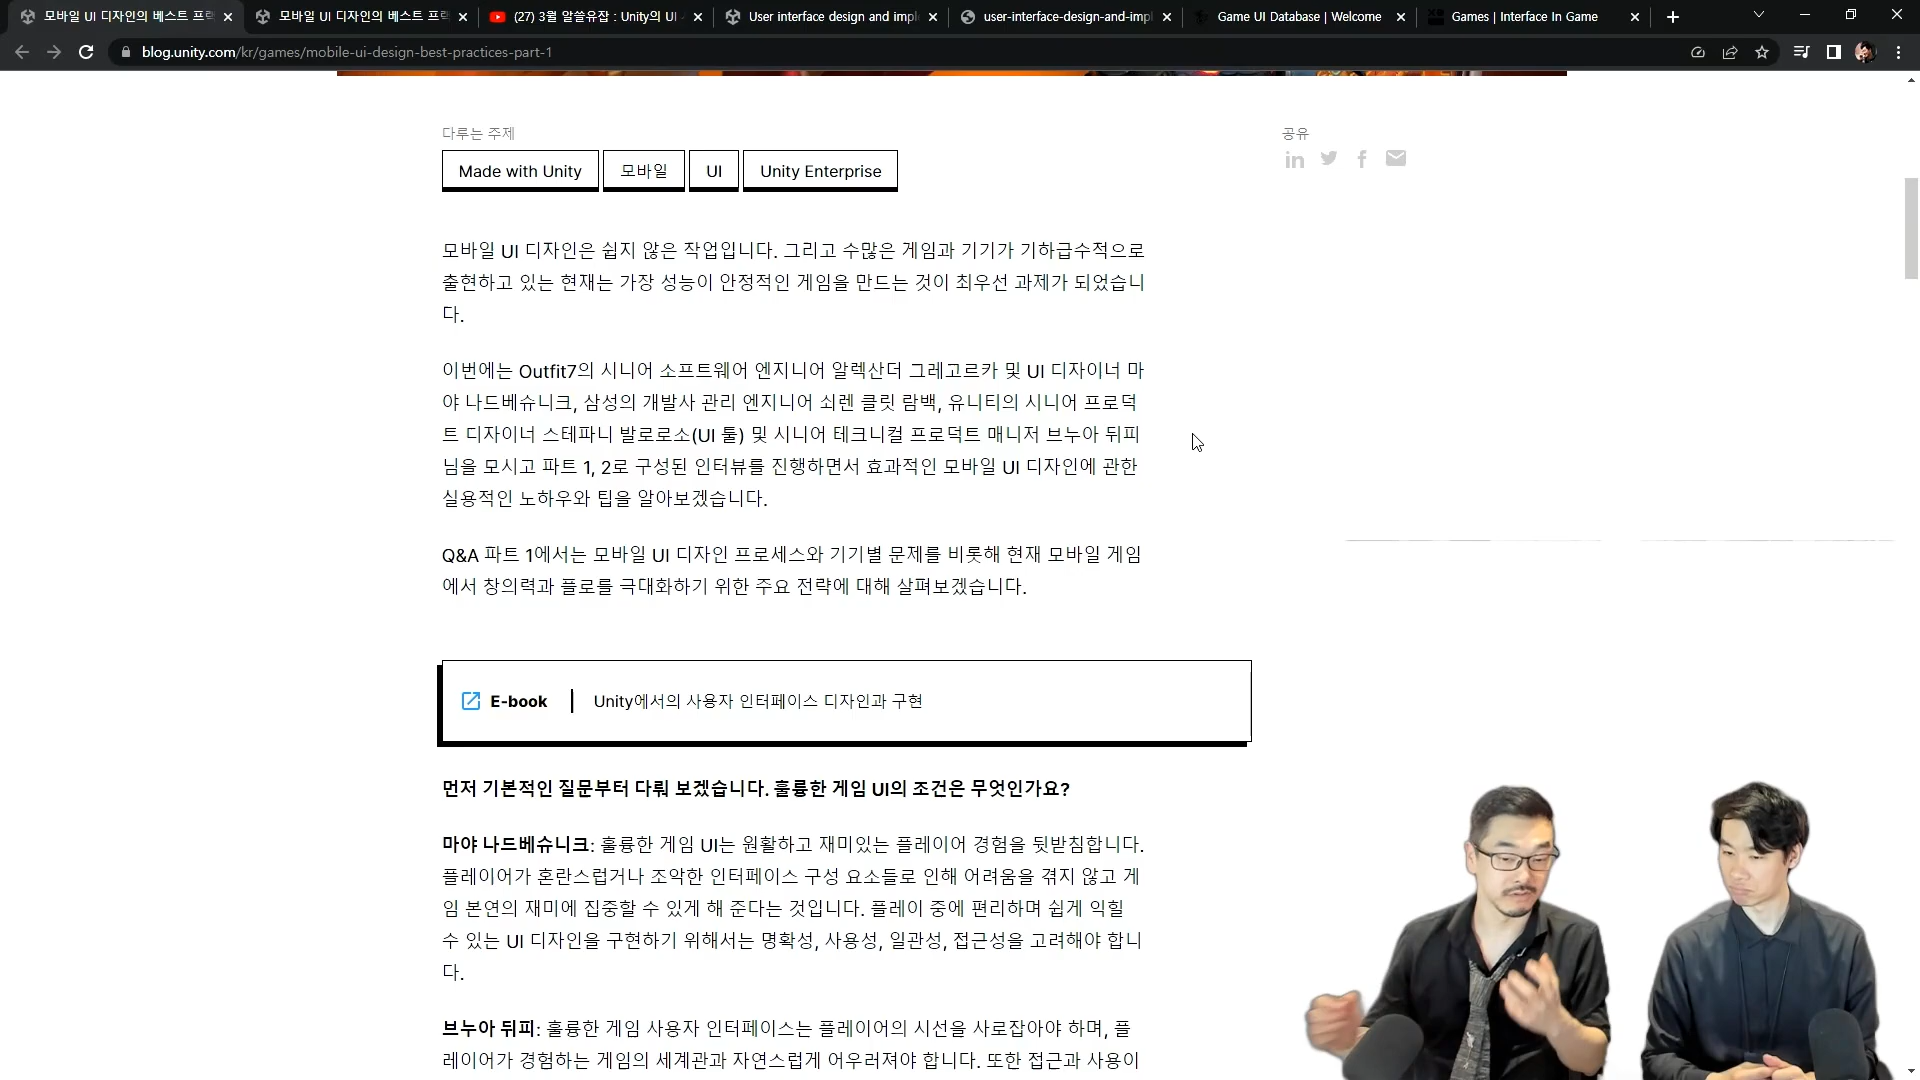 모바일 UI 디자인의 베스트 프랙
모바일 UI 디자인의 베스트 프랙
(27) 3월 알쓸유잡 : Unity의 UI
User interface design and impl
user-interface-design-and-impl
Game UI Database | Welcome
Games | Interface In Game
blog.unity.com/kr/games/mobile-ui-design-best-practices-part-1
다루는 주제
공유
Made with Unity
모바일
UI
Unity Enterprise
모바일 UI 디자인은 쉽지 않은 작업입니다. 그리고 수많은 게임과 기기가 기하급수적으로
출현하고 있는 현재는 가장 성능이 안정적인 게임을 만드는 것이 최우선 과제가 되었습니
다.
이번에는 Outfit7의 시니어 소프트웨어 엔지니어 알렉산더 그레고르카 및 UI 디자이너 마
야 나드베슈니크, 삼성의 개발사 관리 엔지니어 쇠렌 클릿 람백, 유니티의 시니어 프로덕
트 디자이너 스테파니 발로로소(UI 툴) 및 시니어 테크니컬 프로덕트 매니저 브누아 뒤피
님을 모시고 파트 1, 2로 구성된 인터뷰를 진행하면서 효과적인 모바일 UI 디자인에 관한
실용적인 노하우와 팁을 알아보겠습니다.
Q&A 파트 1에서는 모바일 UI 디자인 프로세스와 기기별 문제를 비롯해 현재 모바일 게임
에서 창의력과 플로를 극대화하기 위한 주요 전략에 대해 살펴보겠습니다.
E-book | Unity에서의 사용자 인터페이스 디자인과 구현
먼저 기본적인 질문부터 다뤄 보겠습니다. 훌륭한 게임 UI의 조건은 무엇인가요?
마야 나드베슈니크: 훌륭한 게임 UI는 원활하고 재미있는 플레이어 경험을 뒷받침합니다.
플레이어가 혼란스럽거나 조악한 인터페이스 구성 요소들로 인해 어려움을 겪지 않고 게
임 본연의 재미에 집중할 수 있게 해 준다는 것입니다. 플레이 중에 편리하며 쉽게 익힐
수 있는 UI 디자인을 구현하기 위해서는 명확성, 사용성, 일관성, 접근성을 고려해야 합니
다.
브누아 뒤피: 훌륭한 게임 사용자 인터페이스는 플레이어의 시선을 사로잡아야 하며, 플
레이어가 경험하는 게임의 세계관과 자연스럽게 어우러져야 합니다. 또한 접근과 사용이